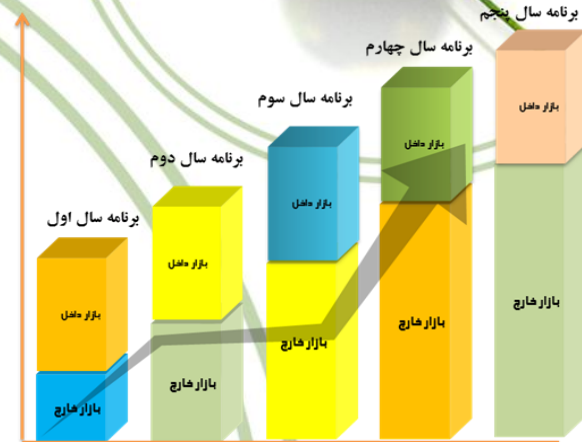 برنامه سال پنجم
برنامه سال چهارم
برنامه سال سوم
برنامه سال دوم
برنامه سال اول
بازار داخل
بازار داخل
بازار داخل
بازار داخل
بازار داخل
بازار خارج
بازار خارج
بازار خارج
بازار خارج
بازار خارج